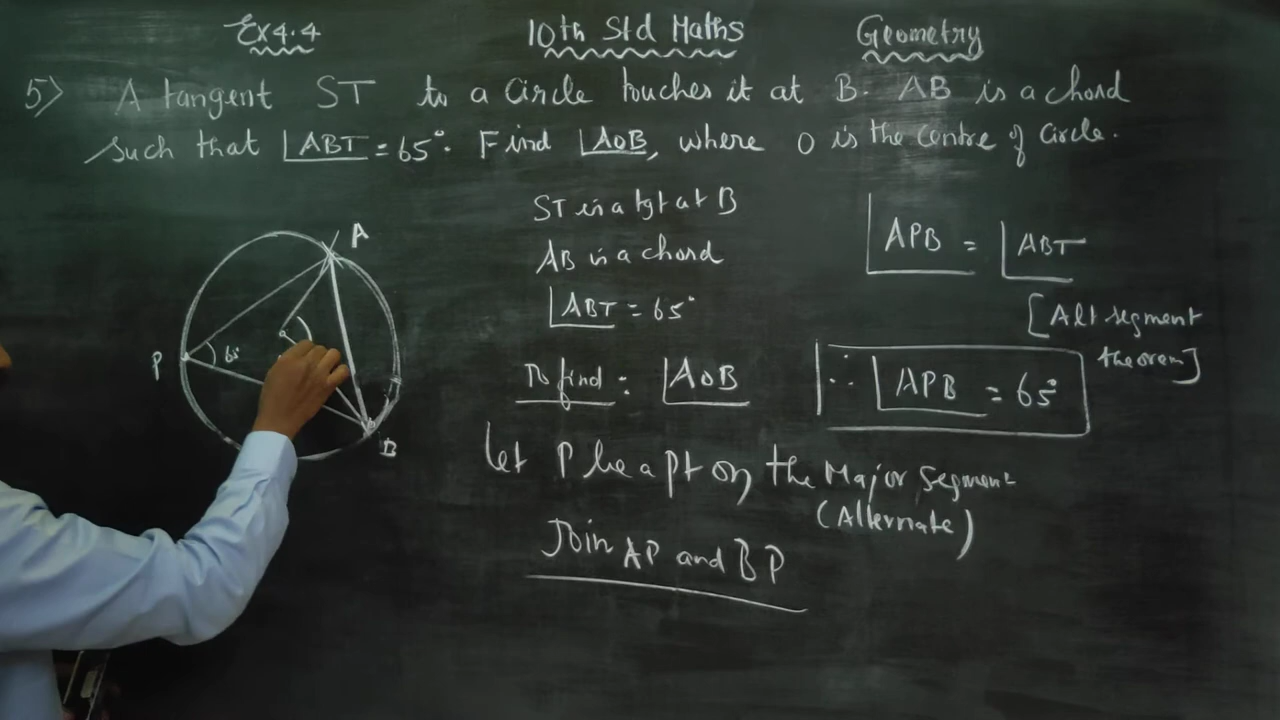 Ex 4.4
10th Std Maths
Geometry
5) A tangent ST to a circle touches it at B. AB is a chord
such that ∠ABT = 65°. Find ∠AOB, where O is the centre of circle.
ST is a tgt at B
AB is a chord
∠ABT = 65°
To find : ∠AOB
Let P be a pt on the Major segment
(Alternate)
Join AP and BP
∠APB = ∠ABT
[Alt segment
theorem]
∴ ∠APB = 65°
A
P
65°
B